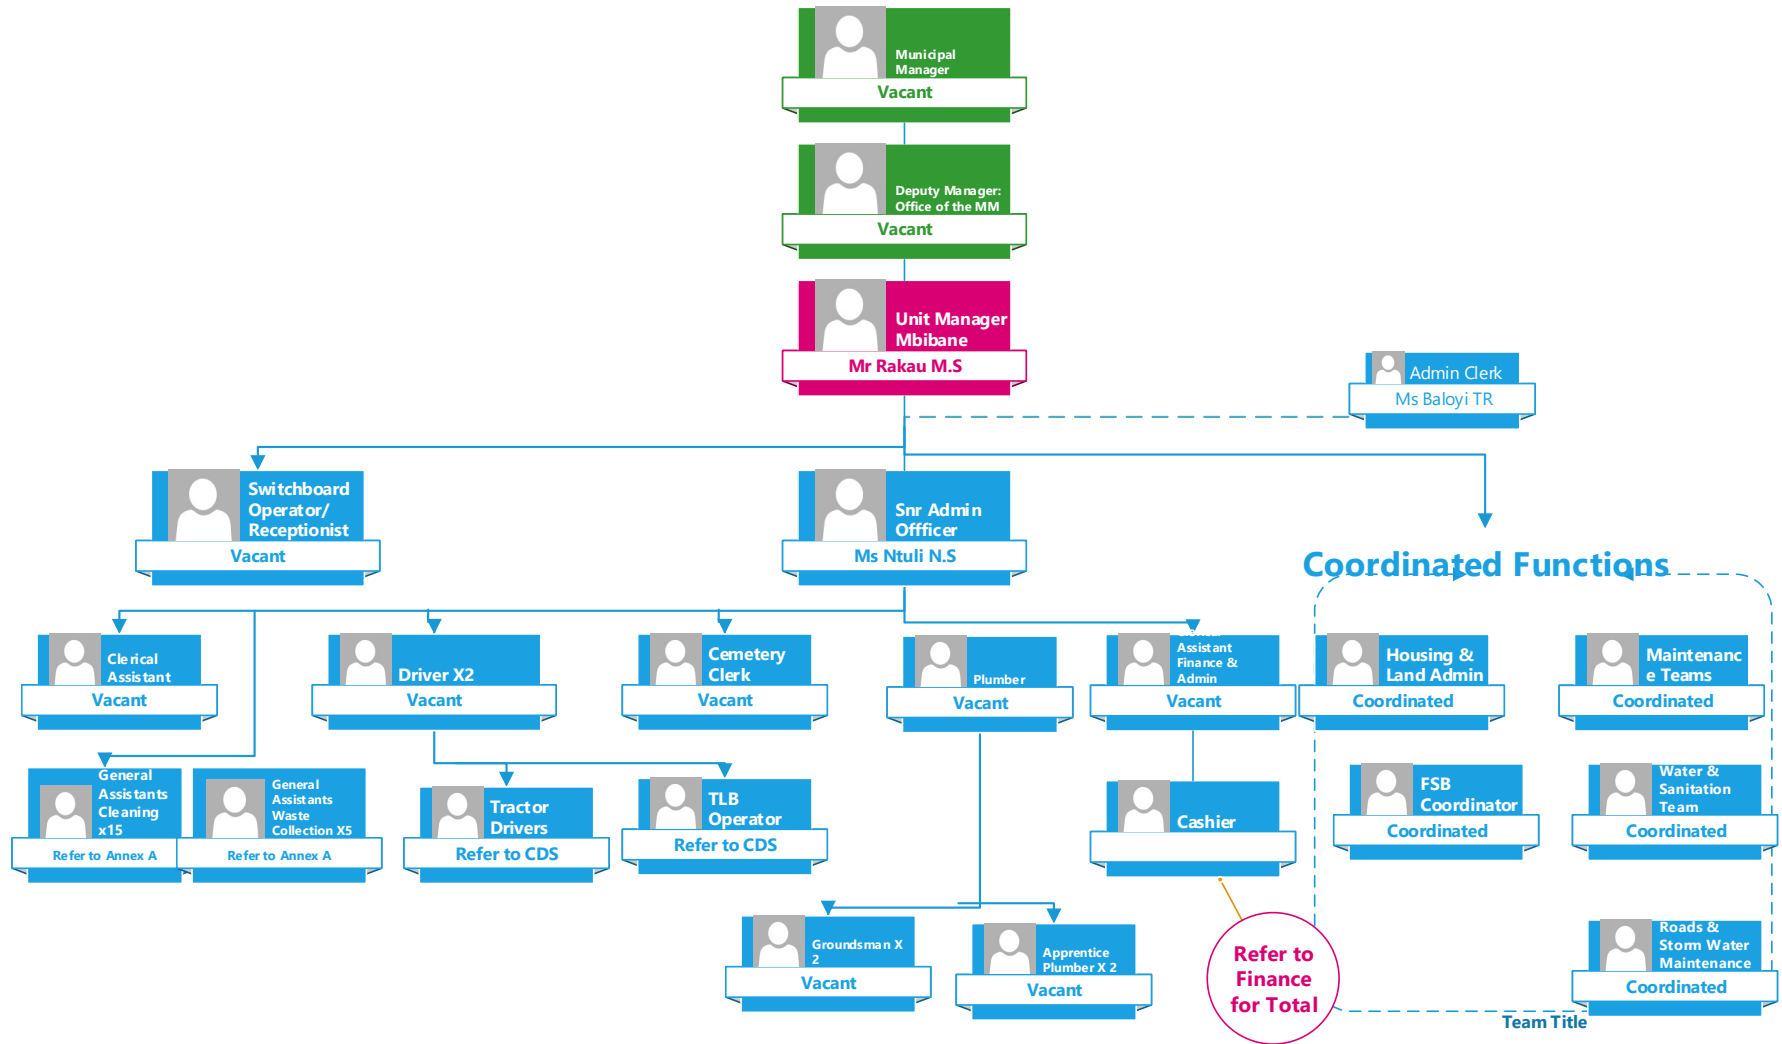 Municipal
Manager
Vacant
Deputy Manager:
Office of the MM
Vacant
Unit Manager
Mbibane
Mr Rakau M.S
Admin Clerk
Ms Baloyi TR
Switchboard
Operator/
Receptionist
Vacant
Snr Admin
Offficer
Ms Ntuli N.S
Coordinated Functions
Clerical
Assistant
Vacant
Driver X2
Vacant
Cemetery
Clerk
Vacant
Plumber
Vacant
Assistant
Finance &
Admin
Vacant
Housing &
Land Admin
Coordinated
Maintenanc
e Teams
Coordinated
General
Assistants
Cleaning
x15
Refer to Annex A
General
Assistants
Waste
Collection X5
Refer to Annex A
Tractor
Drivers
Refer to CDS
TLB
Operator
Refer to CDS
Cashier
FSB
Coordinator
Coordinated
Water &
Sanitation
Team
Coordinated
Groundsman X
2
Vacant
Apprentice
Plumber X 2
Vacant
Refer to
Finance
for Total
Roads &
Storm Water
Maintenance
Coordinated
Team Title